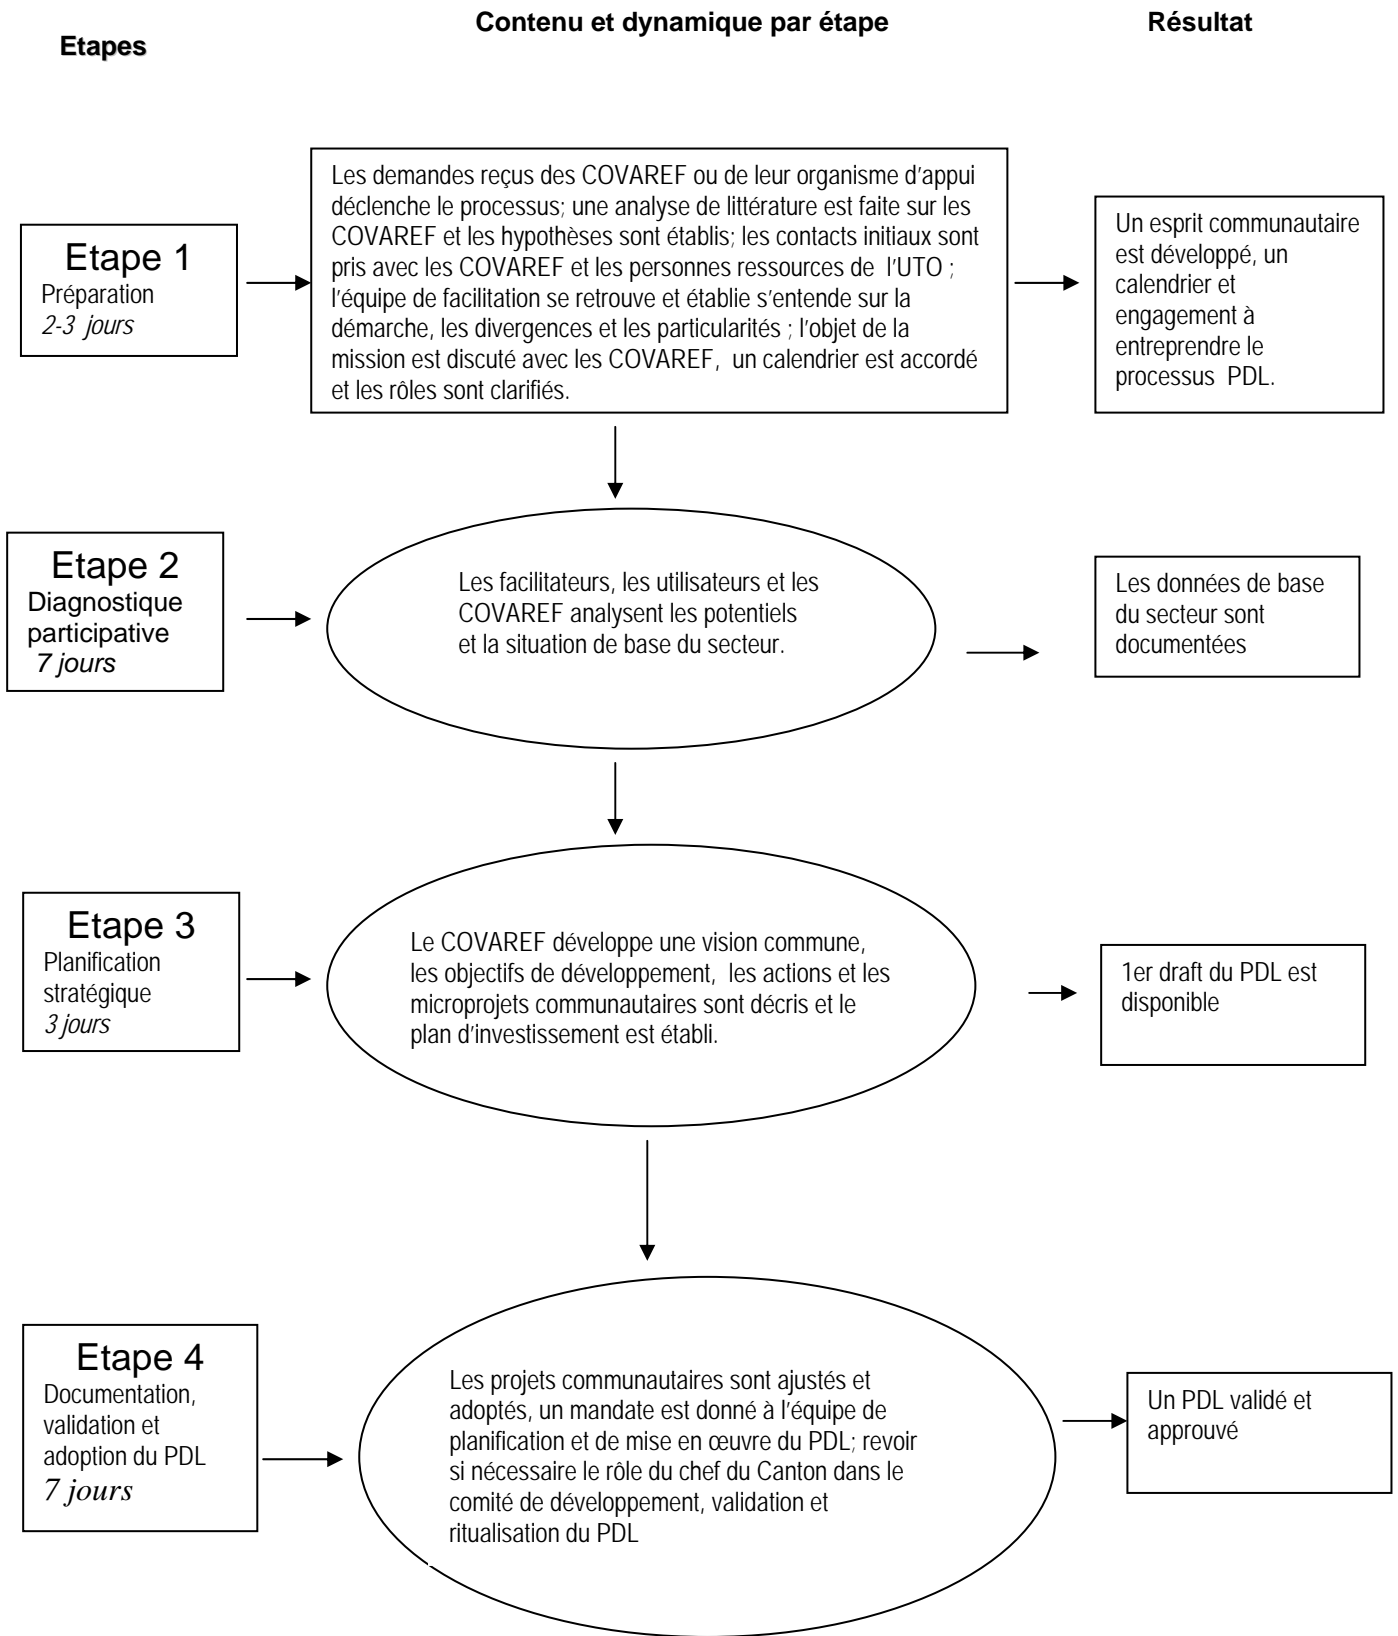 Etapes
Contenu et dynamique par étape
Résultat
Etape 1
Préparation
2-3 jours
Les demandes reçus des COVAREF ou de leur organisme d'appui
déclenche le processus; une analyse de littérature est faite sur les
COVAREF et les hypothèses sont établis; les contacts initiaux sont
pris avec les COVAREF et les personnes ressources de l'UTO ;
l'équipe de facilitation se retrouve et établie s'entende sur la
démarche, les divergences et les particularités ; l'objet de la
mission est discuté avec les COVAREF, un calendrier est accordé
et les rôles sont clarifiés.
Un esprit communautaire
est développé, un
calendrier et
engagement à
entreprendre le
processus PDL.
Etape 2
Diagnostique
participative
7 jours
Les facilitateurs, les utilisateurs et les
COVAREF analysent les potentiels
et la situation de base du secteur.
Les données de base
du secteur sont
documentées
Etape 3
Planification
stratégique
3 jours
Le COVAREF développe une vision commune,
les objectifs de développement, les actions et les
microprojets communautaires sont décris et le
plan d'investissement est établi.
1er draft du PDL est
disponible
Etape 4
Documentation,
validation et
adoption du PDL
7 jours
Les projets communautaires sont ajustés et
adoptés, un mandate est donné à l'équipe de
planification et de mise en œuvre du PDL; revoir
si nécessaire le rôle du chef du Canton dans le
comité de développement, validation et
ritualisation du PDL
Un PDL validé et
approuvé